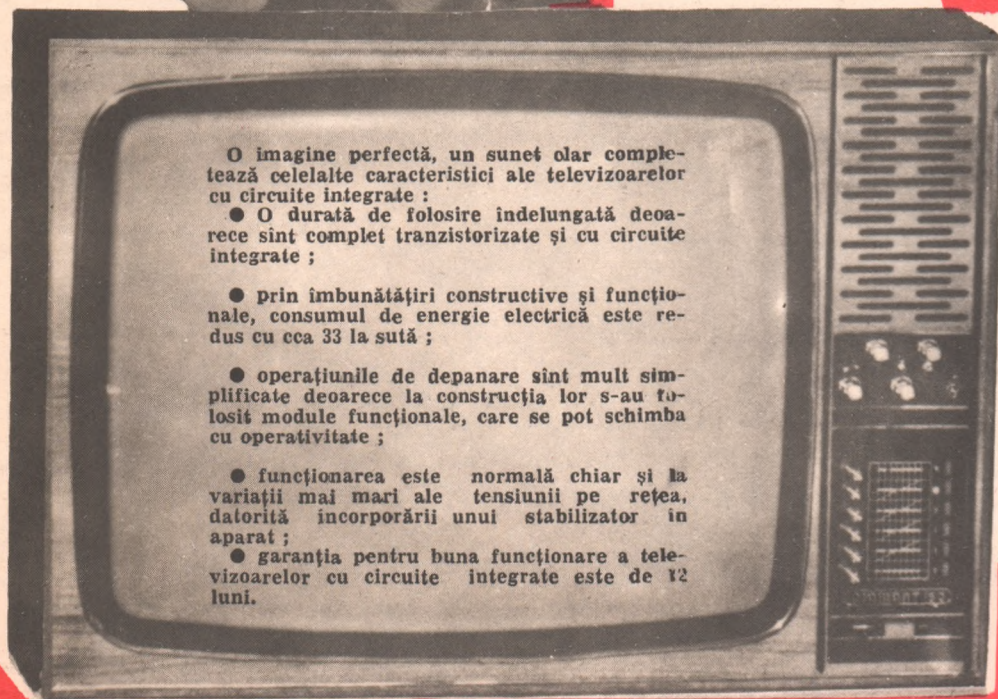 O imagine perfectă, un sunet olar comple-
tează celelalte caracteristici ale televizoarelor
cu circuite integrate :
● O durată de folosire îndelungată deoa-
rece sînt complet tranzistorizate și cu circuite
integrate ;
● prin îmbunătățiri constructive și funcțio-
nale, consumul de energie electrică este re-
dus cu cca 33 la sută ;
● operațiunile de depanare sînt mult sim-
plificate deoarece la construcția lor s-au fo-
losit module funcționale, care se pot schimba
cu operativitate ;
● funcționarea este normală chiar și la
variații mai mari ale tensiunii pe rețea,
datorită incorporării unui stabilizator in
aparat ;
● garanția pentru buna funcționare a tele-
vizoarelor cu circuite integrate este de 12
luni.